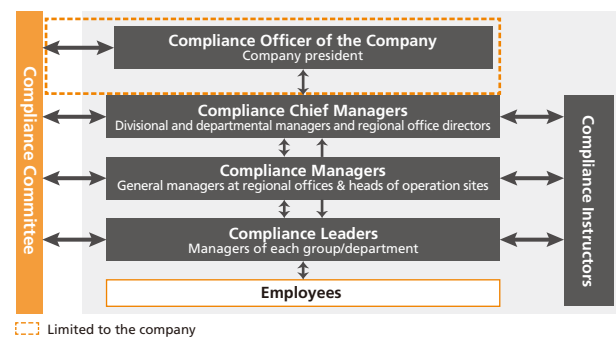 Compliance Committee
Compliance Officer of the Company
Company president
Compliance Chief Managers
Divisional and departmental managers and regional office directors
Compliance Managers
General managers at regional offices & heads of operation sites
Compliance Leaders
Managers of each group/department
Employees
Compliance Instructors
Limited to the company